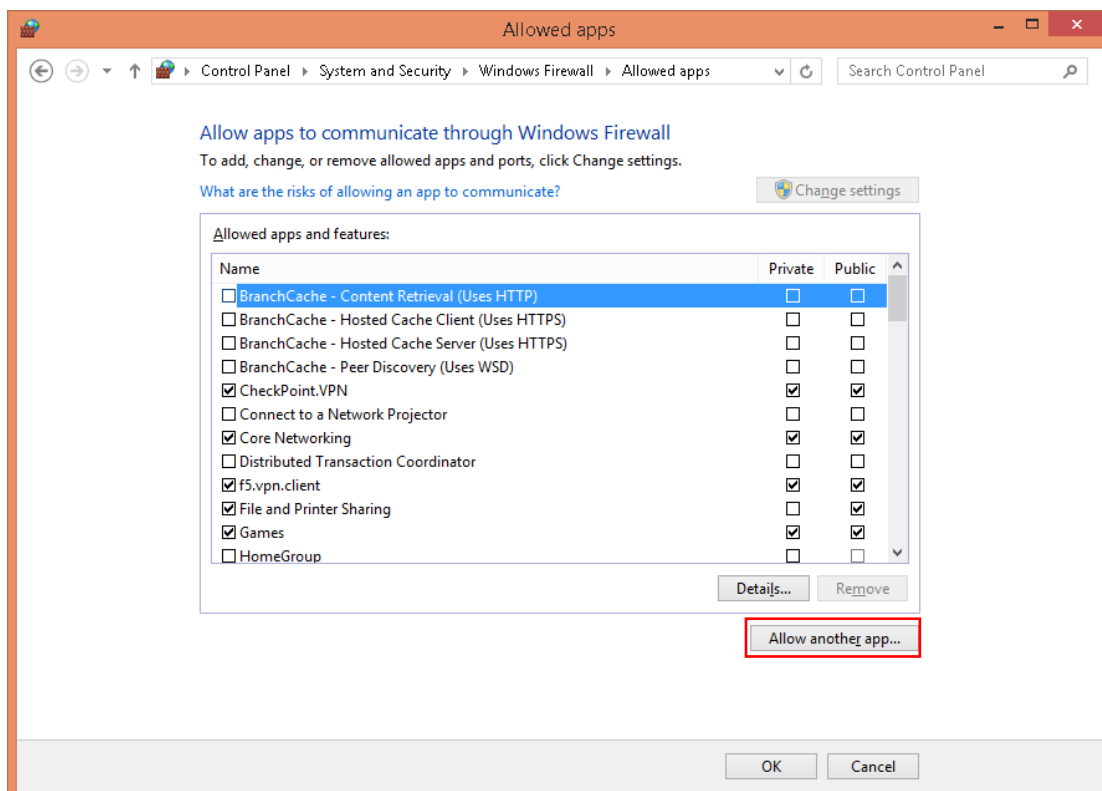 Allowed apps
Control Panel System and Security Windows Firewall Allowed apps Search Control Panel
Allow apps to communicate through Windows Firewall
To add, change, or remove allowed apps and ports, click Change settings.
What are the risks of allowing an app to communicate? Change settings
Allowed apps and features:
Name Private Public
BranchCache - Content Retrieval (Uses HTTP)
BranchCache - Hosted Cache Client (Uses HTTPS)
BranchCache - Hosted Cache Server (Uses HTTPS)
BranchCache - Peer Discovery (Uses WSD)
CheckPoint.VPN
Connect to a Network Projector
Core Networking
Distributed Transaction Coordinator
f5.vpn.client
File and Printer Sharing
Games
HomeGroup
Details... Remove
Allow another app...
OK Cancel